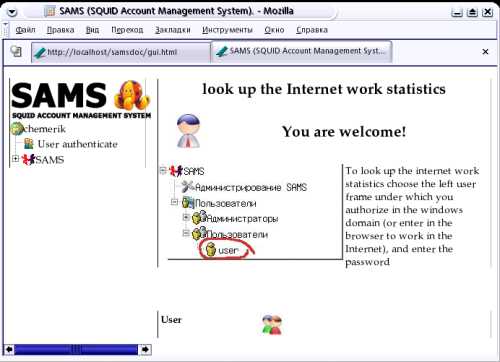 SAMS (SQUID Account Management System). - Mozilla
Файл Правка Вид Переход Закладки Инструменты Окно Справка
http://localhost/samsdoc/gui.html
SAMS (SQUID Account Management Syst...
SAMS
SQUID ACCOUNT MANAGEMENT SYSTEM
chemerik
User authenticate
SAMS
look up the Internet work statistics
You are welcome!
SAMS
Администрирование SAMS
Пользователи
Администраторы
Пользователи
user
To look up the internet work
statistics choose the left user
frame under which you
authorize in the windows
domain (or enter in the
browser to work in the
Internet), and enter the
password
User